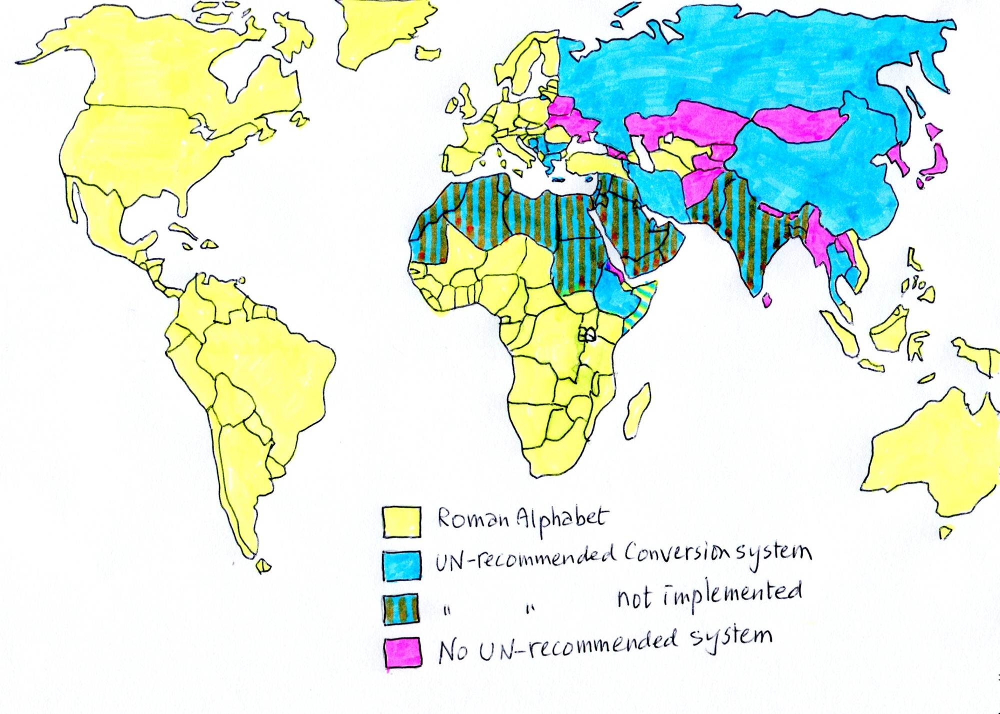 Roman Alphabet
UN-recommended Conversion system
" " not implemented
No UN-recommended system